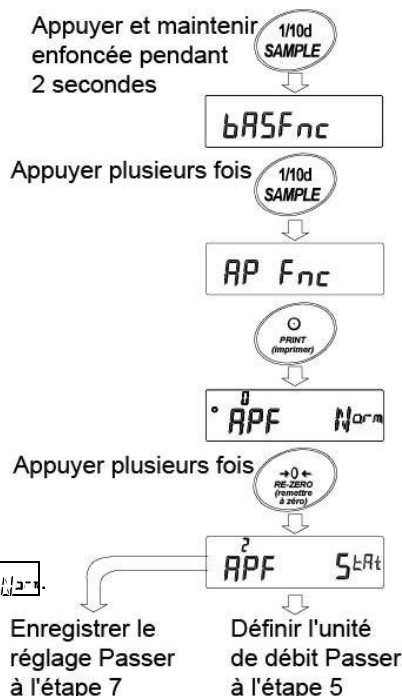 Appuyer et maintenir
enfoncée pendant
2 secondes
1/10d
SAMPLE
bASFnc
Appuyer plusieurs fois
1/10d
SAMPLE
AP Fnc
PRINT
(imprimer)
0
APF Norm
Appuyer plusieurs fois
→0←
RE-ZERO
(remettre
à zéro)
2
APF StAt
Norm.
Enregistrer le
réglage Passer
à l'étape 7
Définir l'unité
de débit Passer
à l'étape 5